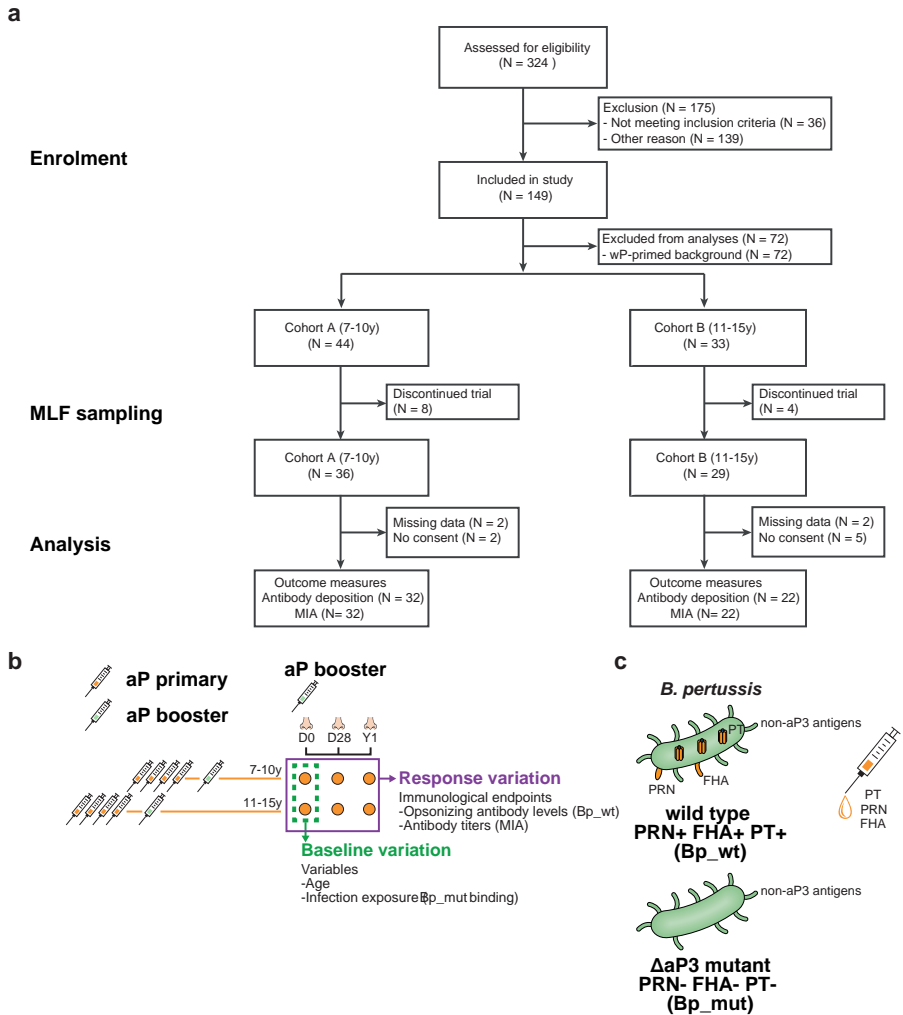 a
Assessed for eligibility
(N = 324 )
Exclusion (N = 175)
- Not meeting inclusion criteria (N = 36)
- Other reason (N = 139)
Enrolment
Included in study
(N = 149)
Excluded from analyses (N = 72)
- wP-primed background (N = 72)
Cohort A (7-10y)
(N = 44)
Cohort B (11-15y)
(N = 33)
Discontinued trial
(N = 8)
Discontinued trial
(N = 4)
MLF sampling
Cohort A (7-10y)
(N = 36)
Cohort B (11-15y)
(N = 29)
Missing data (N = 2)
No consent (N = 2)
Missing data (N = 2)
No consent (N = 5)
Analysis
Outcome measures
Antibody deposition (N = 32)
MIA (N= 32)
Outcome measures
Antibody deposition (N = 22)
MIA (N= 22)
b
aP primary
aP booster
aP booster
D0 D28 Y1
7-10y
11-15y
Response variation
Immunological endpoints
-Opsonizing antibody levels (Bp_wt)
-Antibody titers (MIA)
Baseline variation
Variables
-Age
-Infection exposure (Bp_mut binding)
c
B. pertussis
PT
non-aP3 antigens
PRN
FHA
wild type
PRN+ FHA+ PT+
(Bp_wt)
PT
PRN
FHA
non-aP3 antigens
ΔaP3 mutant
PRN- FHA- PT-
(Bp_mut)